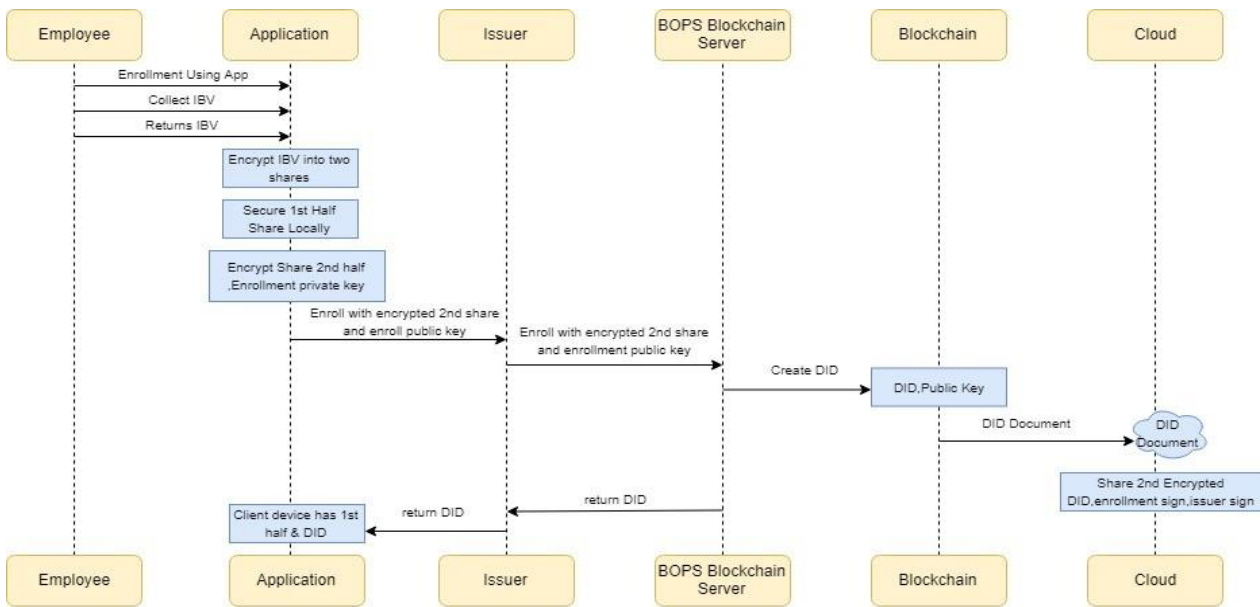 Employee
Application
Issuer
BOPS Blockchain
Server
Blockchain
Cloud
Enrollment Using App
Collect IBV
Returns IBV
Encrypt IBV into two
shares
Secure 1st Half
Share Locally
Encrypt Share 2nd half
,Enrollment private key
Enroll with encrypted 2nd share
and enroll public key
Enroll with encrypted 2nd share
and enrollment public key
Create DID
DID,Public Key
DID Document
DID
Document
Share 2nd Encrypted
DID,enrollment sign,issuer sign
return DID
return DID
Client device has 1st
half & DID
Employee
Application
Issuer
BOPS Blockchain
Server
Blockchain
Cloud